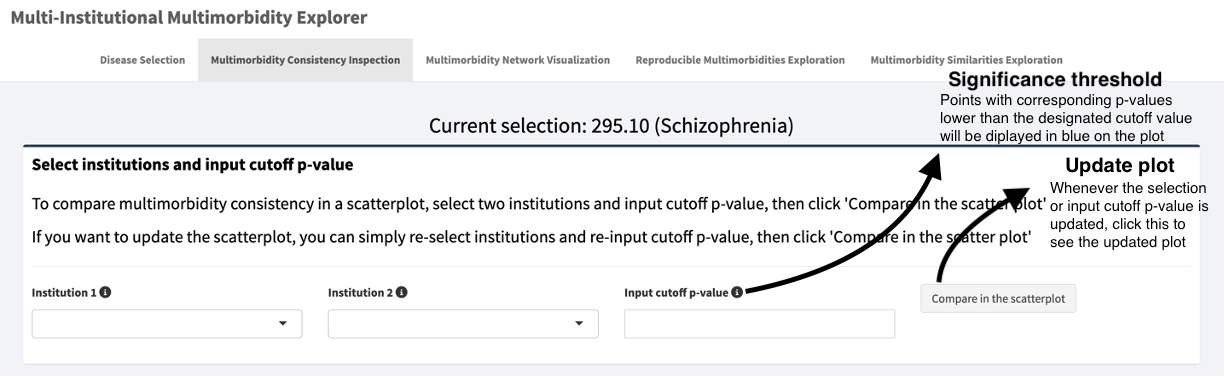 Multi-Institutional Multimorbidity Explorer
Disease Selection
Multimorbidity Consistency Inspection
Multimorbidity Network Visualization
Reproducible Multimorbidities Exploration
Multimorbidity Similarities Exploration
Significance threshold
Points with corresponding p-values
lower than the designated cutoff value
will be diplayed in blue on the plot
Current selection: 295.10 (Schizophrenia)
Select institutions and input cutoff p-value
Update plot
Whenever the selection
or input cutoff p-value is
updated, click this to
see the updated plot
To compare multimorbidity consistency in a scatterplot, select two institutions and input cutoff p-value, then click 'Compare in the scatter plot'
If you want to update the scatterplot, you can simply re-select institutions and re-input cutoff p-value, then click 'Compare in the scatter plot'
Institution 1
Institution 2
Input cutoff p-value
Compare in the scatterplot